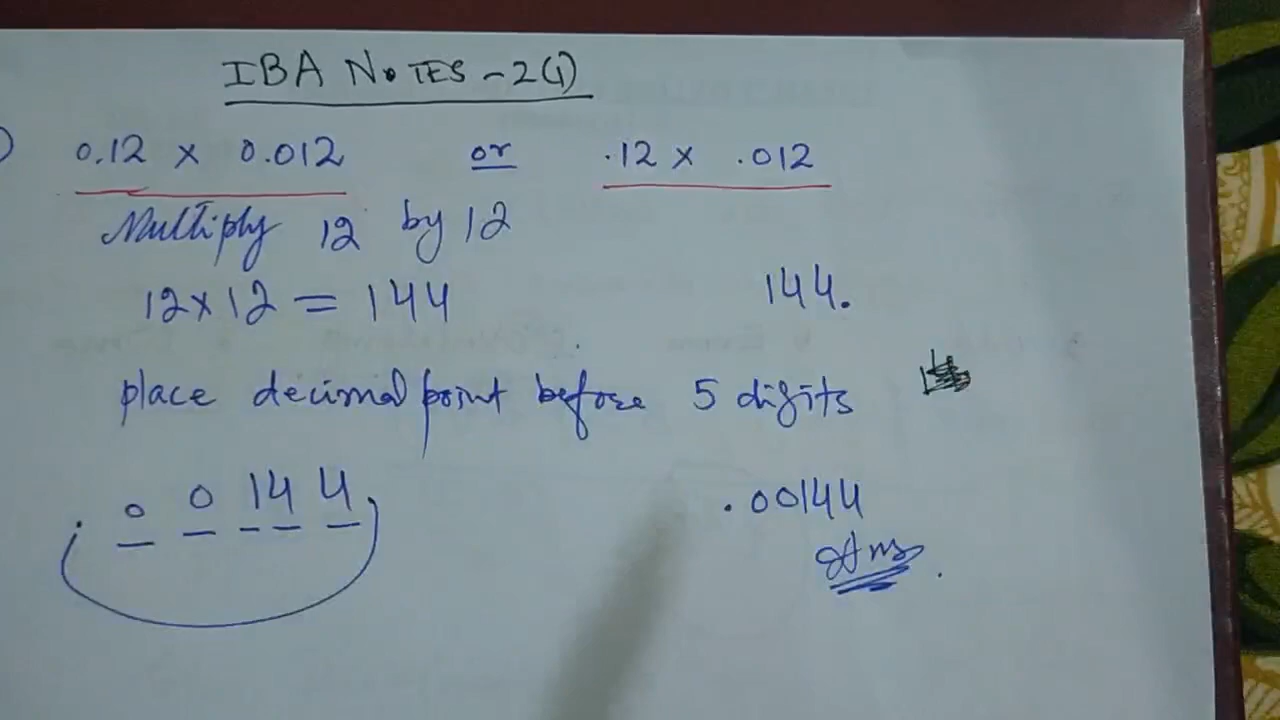 IBA NOTES - 2(1)
) 0.12 x 0.012 or .12 x .012
Multiply 12 by 12
12x12 = 144 144.
place decimal point before 5 digits
. 0 0 1 4 4 . .00144
Ans .